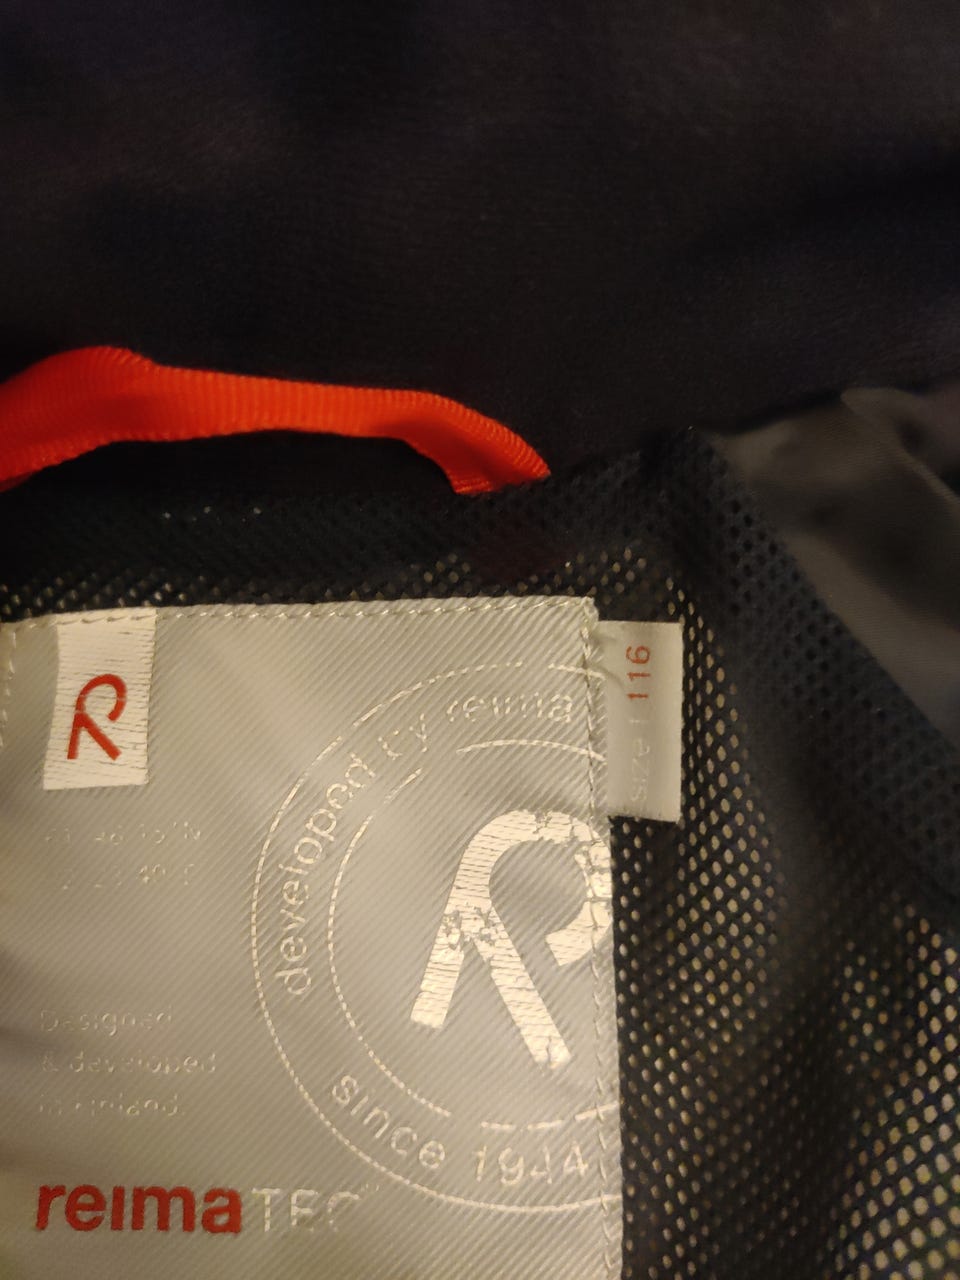 R
size | 116
developed by reima
R
since 1944
Designed
& developed
in Finland
reimaTEC